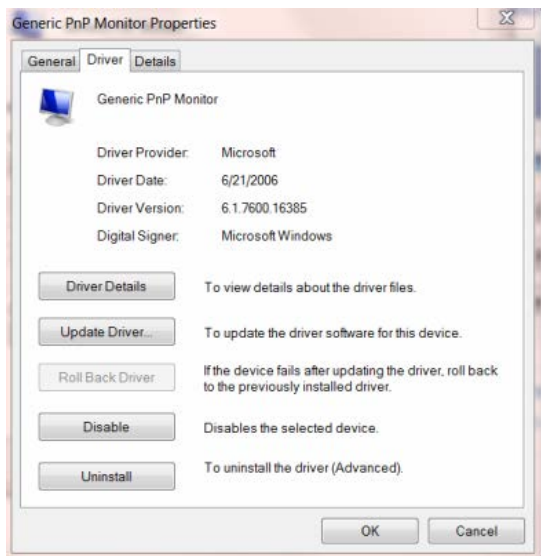 Generic PnP Monitor Properties
General Driver Details
Generic PnP Monitor
Driver Provider: Microsoft
Driver Date: 6/21/2006
Driver Version: 6.1.7600.16385
Digital Signer: Microsoft Windows
Driver Details To view details about the driver files.
Update Driver... To update the driver software for this device.
Roll Back Driver If the device fails after updating the driver, roll back
to the previously installed driver.
Disable Disables the selected device.
Uninstall To uninstall the driver (Advanced).
OK Cancel